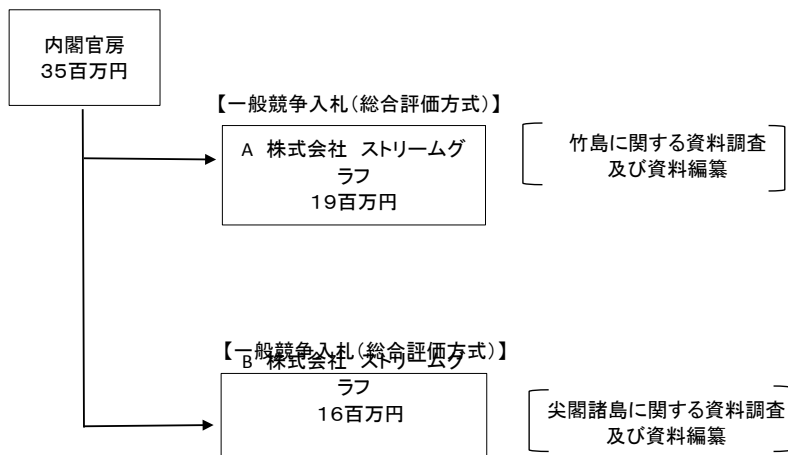 内閣官房
35百万円
【一般競争入札(総合評価方式)】
A 株式会社 ストリームグ
ラフ
19百万円
竹島に関する資料調査
及び資料編纂
【一般競争入札(総合評価方式)】
B 株式会社 ストリームグ
ラフ
16百万円
尖閣諸島に関する資料調査
及び資料編纂